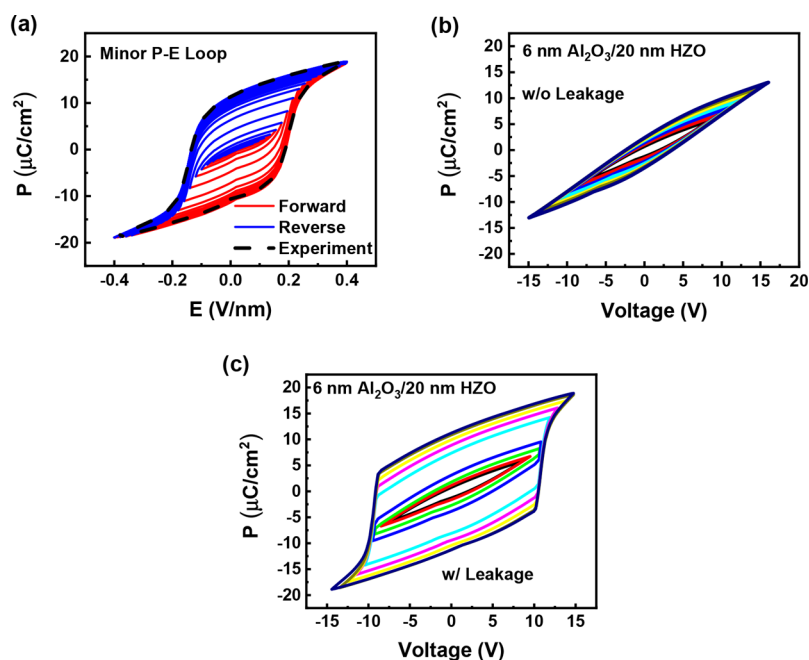 (a)
Minor P-E Loop
20
10
0
-10
-20
P (μC/cm²)
Forward
Reverse
Experiment
-0.4 -0.2 0.0 0.2 0.4
E (V/nm)
(b)
6 nm Al₂O₃/20 nm HZO
w/o Leakage
20
15
10
5
0
-5
-10
-15
-20
P (μC/cm²)
-15 -10 -5 0 5 10 15 20
Voltage (V)
(c)
6 nm Al₂O₃/20 nm HZO
20
15
10
5
0
-5
-10
-15
-20
P (μC/cm²)
w/ Leakage
-15 -10 -5 0 5 10 15
Voltage (V)